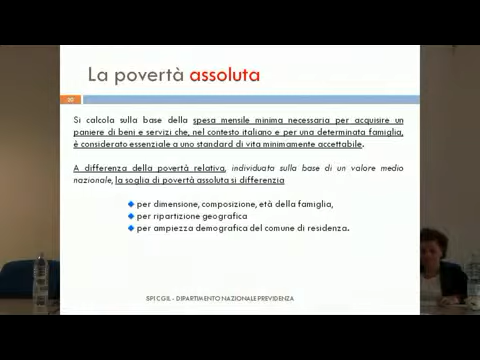 La povertà assoluta
Si calcola sulla base della spesa mensile minima necessaria per acquisire un
paniere di beni e servizi che, nel contesto italiano e per una determinata famiglia,
è considerato essenziale a uno standard di vita minimamente accettabile.
A differenza della povertà relativa, individuata sulla base di un valore medio
nazionale, la soglia di povertà assoluta si differenzia
per dimensione, composizione, età della famiglia,
per ripartizione geografica
per ampiezza demografica del comune di residenza.
SPI CGIL - DIPARTIMENTO NAZIONALE PREVIDENZA